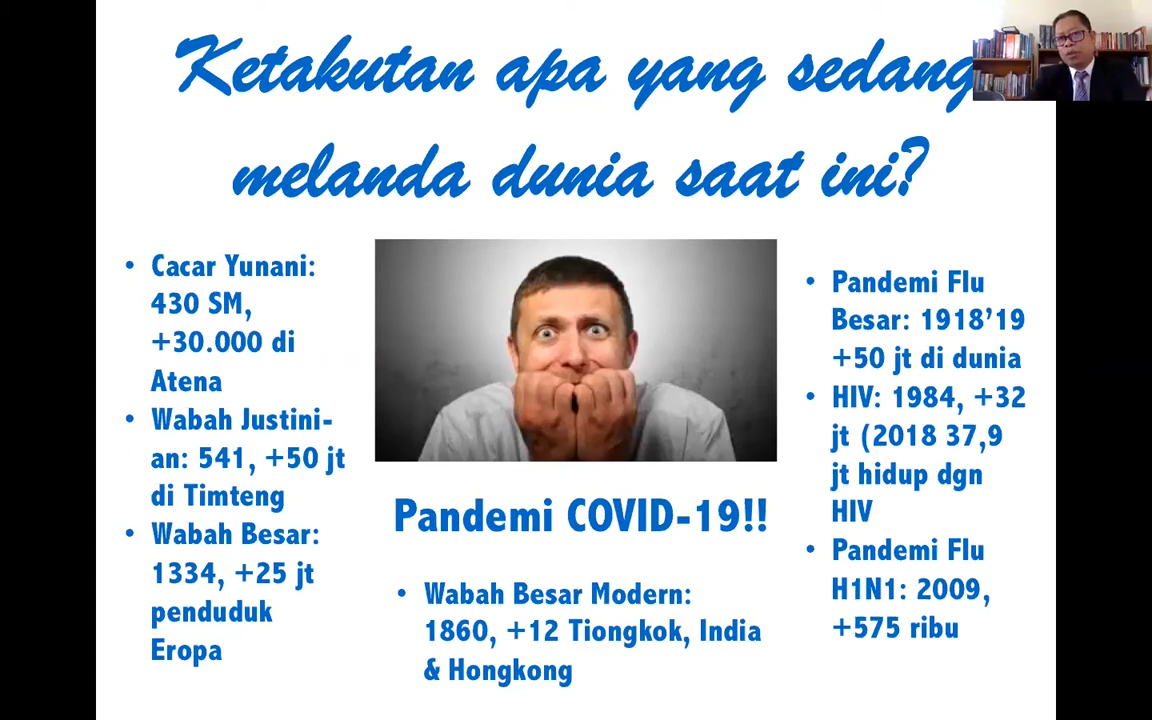 Ketakutan apa yang sedang
melanda dunia saat ini?
• Cacar Yunani:
430 SM,
+30.000 di
Atena
• Wabah Justini-
an: 541, +50 jt
di Timteng
• Wabah Besar:
1334, +25 jt
penduduk
Eropa
Pandemi COVID-19!!
• Wabah Besar Modern:
1860, +12 Tiongkok, India
& Hongkong
• Pandemi Flu
Besar: 1918’19
+50 jt di dunia
• HIV: 1984, +32
jt (2018 37,9
jt hidup dgn
HIV
• Pandemi Flu
H1N1: 2009,
+575 ribu